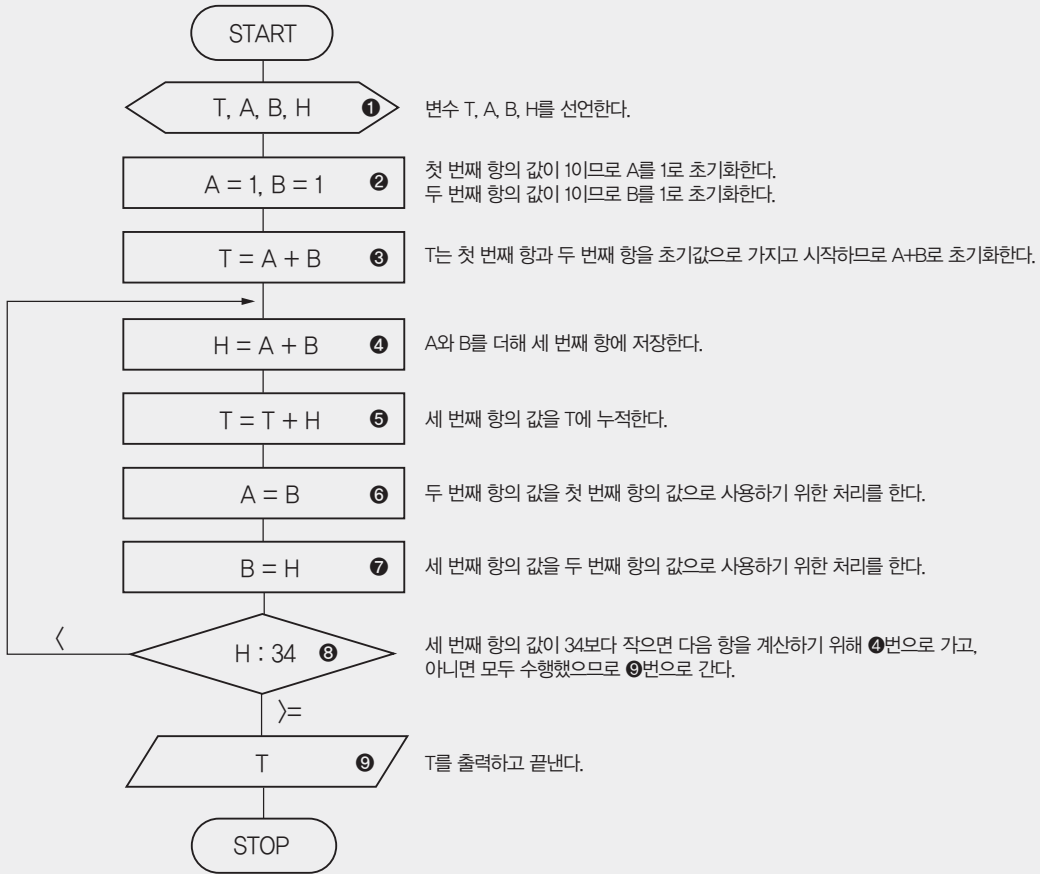 START
T, A, B, H ❶
변수 T, A, B, H를 선언한다.
A = 1, B = 1 ❷
첫 번째 항의 값이 1이므로 A를 1로 초기화한다.
두 번째 항의 값이 1이므로 B를 1로 초기화한다.
T = A + B ❸
T는 첫 번째 항과 두 번째 항을 초기값으로 가지고 시작하므로 A+B로 초기화한다.
H = A + B ❹
A와 B를 더해 세 번째 항에 저장한다.
T = T + H ❺
세 번째 항의 값을 T에 누적한다.
A = B ❻
두 번째 항의 값을 첫 번째 항의 값으로 사용하기 위한 처리를 한다.
B = H ❼
세 번째 항의 값을 두 번째 항의 값으로 사용하기 위한 처리를 한다.
<
H : 34 ❽
세 번째 항의 값이 34보다 작으면 다음 항을 계산하기 위해 ❹번으로 가고,
아니면 모두 수행했으므로 ❾번으로 간다.
>=
T ❾
T를 출력하고 끝낸다.
STOP